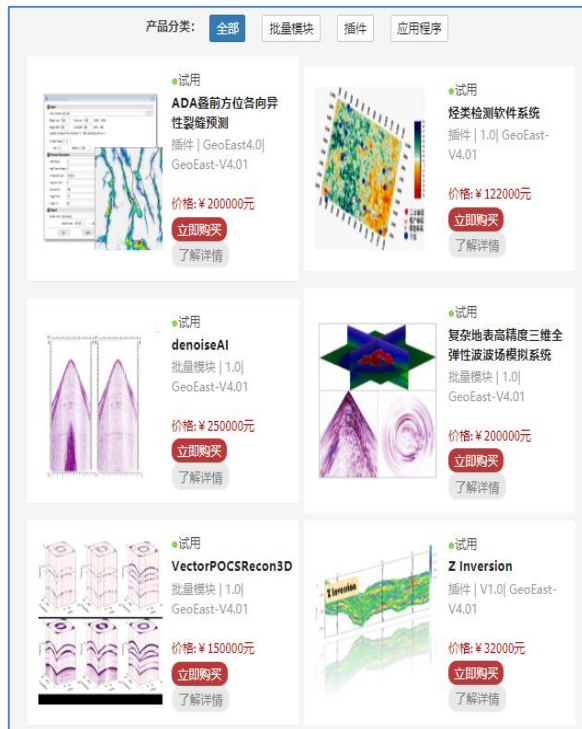 产品分类: 全部 批量模块 插件 应用程序
试用
ADA叠前方位各向异
性裂缝预测
插件 | GeoEast4.0|
GeoEast-V4.01
价格:￥200000元
立即购买
了解详情
试用
烃类检测软件系统
插件 | 1.0| GeoEast-
V4.01
价格:￥122000元
立即购买
了解详情
试用
denoiseAI
批量模块 | 1.0|
GeoEast-V4.01
价格:￥250000元
立即购买
了解详情
试用
复杂地表高精度三维全
弹性波波场模拟系统
批量模块 | 1.0|
GeoEast-V4.01
价格:￥200000元
立即购买
了解详情
试用
VectorPOCSRecon3D
批量模块 | 1.0|
GeoEast-V4.01
价格:￥150000元
立即购买
了解详情
Z Inversion
试用
Z Inversion
插件 | V1.0| GeoEast-
V4.01
价格:￥32000元
立即购买
了解详情